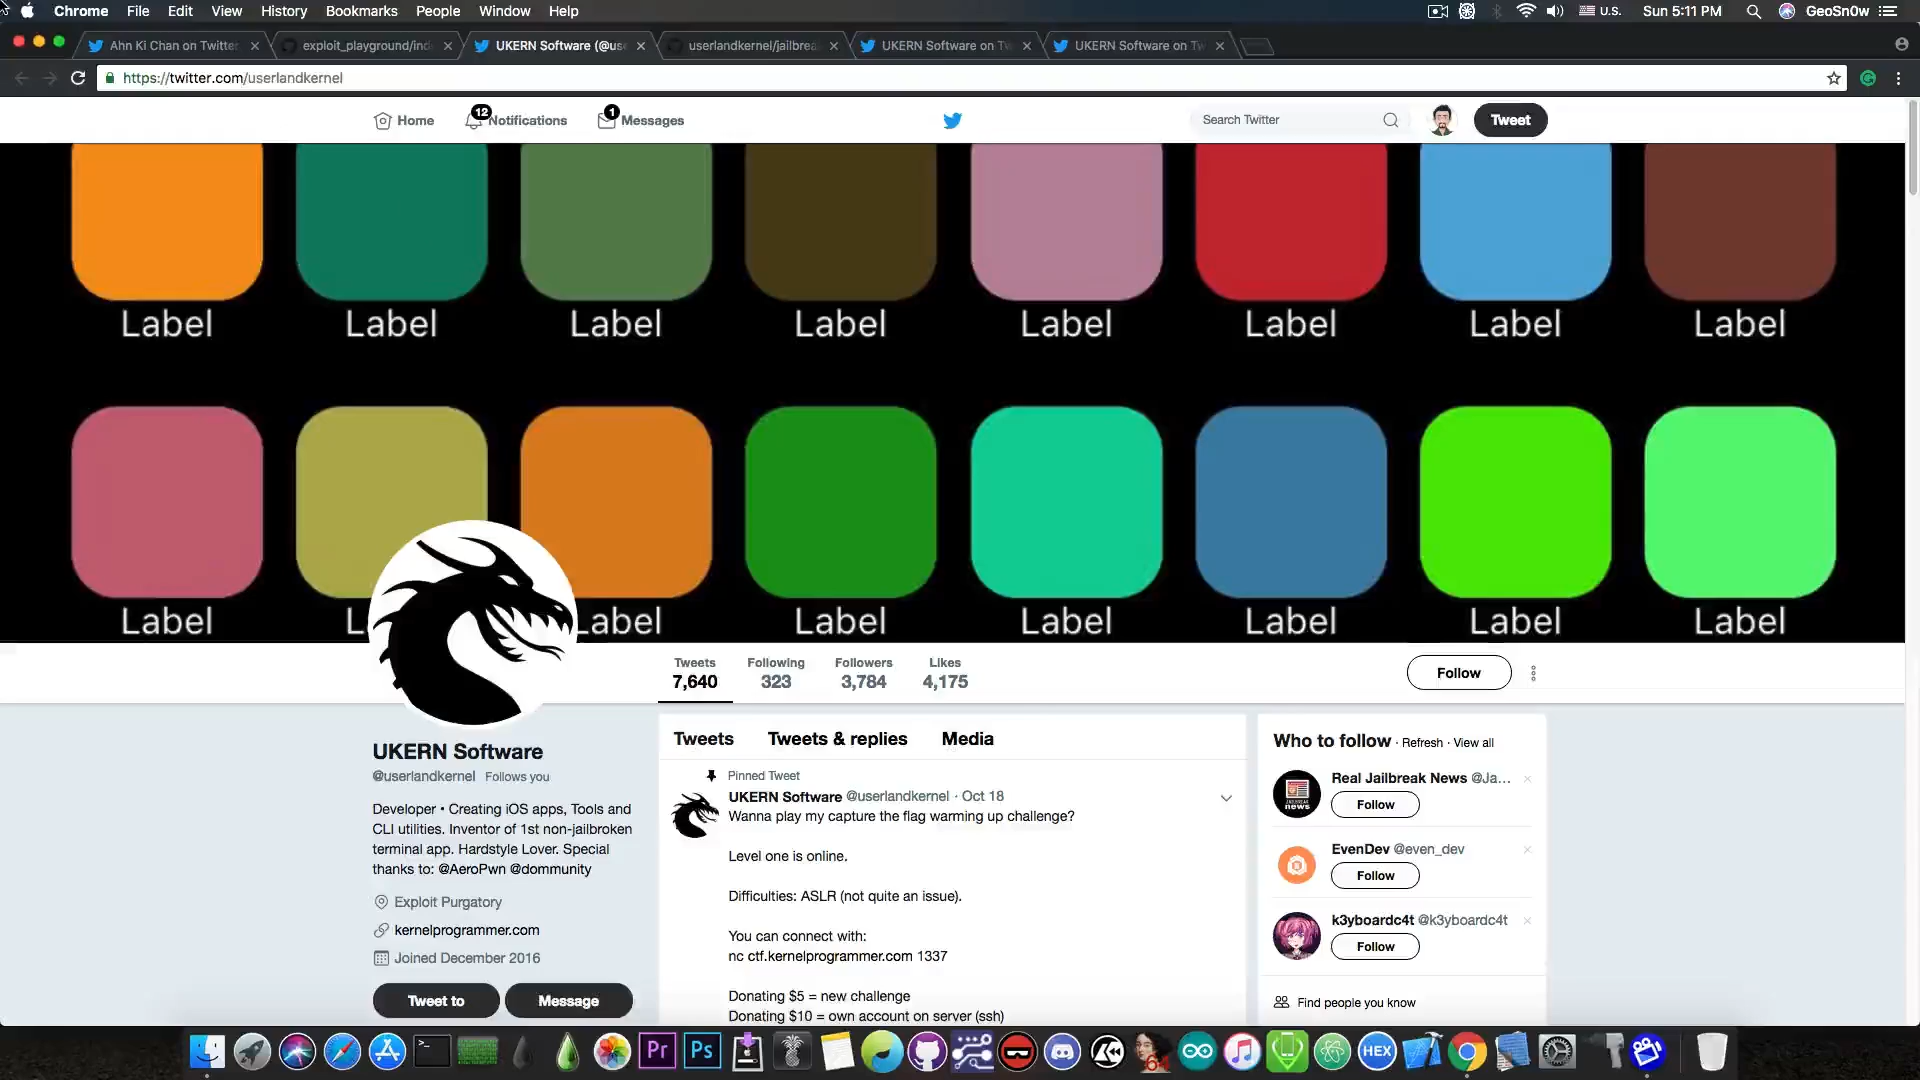 Chrome File Edit View History Bookmarks People Window Help U.S. Sun 5:11 PM GeoSn0w
Ahn Ki Chan on Twitter exploit_playground/ind UKERN Software (@us userlandkernel/jailbrea UKERN Software on Tw UKERN Software on Tw
https://twitter.com/userlandkernel
Home 12 Notifications 1 Messages Search Twitter Tweet
Label Label Label Label Label Label Label Label
Label L Label Label Label Label Label Label
Tweets Following Followers Likes
7,640 323 3,784 4,175
Follow
UKERN Software
@userlandkernel Follows you
Developer • Creating iOS apps, Tools and
CLI utilities. Inventor of 1st non-jailbroken
terminal app. Hardstyle Lover. Special
thanks to: @AeroPwn @dommunity
Exploit Purgatory
kernelprogrammer.com
Joined December 2016
Tweet to Message
Tweets Tweets & replies Media
Pinned Tweet
UKERN Software @userlandkernel · Oct 18
Wanna play my capture the flag warming up challenge?
Level one is online.
Difficulties: ASLR (not quite an issue).
You can connect with:
nc ctf.kernelprogrammer.com 1337
Donating $5 = new challenge
Donating $10 = own account on server (ssh)
Who to follow · Refresh · View all
Real Jailbreak News @Ja...
Follow
EvenDev @even_dev
Follow
k3yboardc4t @k3yboardc4t
Follow
Find people you know
Pr Ps 64 HEX